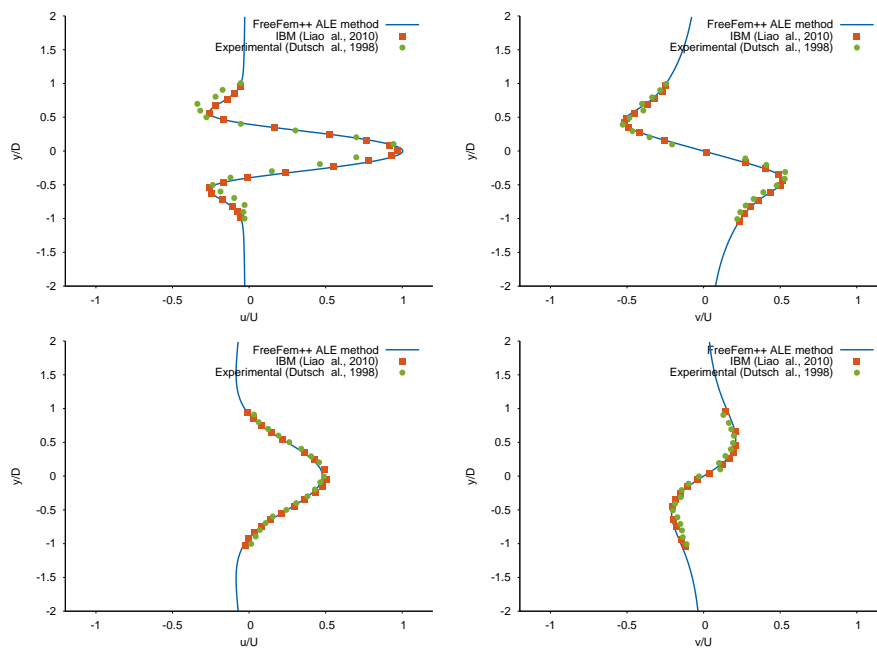 2
1.5
1
0.5
0
-0.5
-1
-1.5
-2
y/D
-1
-0.5
0
0.5
1
u/U
FreeFem++ ALE method
IBM (Liao al., 2010)
Experimental (Dutsch al., 1998)
2
1.5
1
0.5
0
-0.5
-1
-1.5
-2
y/D
-1
-0.5
0
0.5
1
v/U
FreeFem++ ALE method
IBM (Liao al., 2010)
Experimental (Dutsch al., 1998)
2
1.5
1
0.5
0
-0.5
-1
-1.5
-2
y/D
-1
-0.5
0
0.5
1
u/U
FreeFem++ ALE method
IBM (Liao al., 2010)
Experimental (Dutsch al., 1998)
2
1.5
1
0.5
0
-0.5
-1
-1.5
-2
y/D
-1
-0.5
0
0.5
1
v/U
FreeFem++ ALE method
IBM (Liao al., 2010)
Experimental (Dutsch al., 1998)